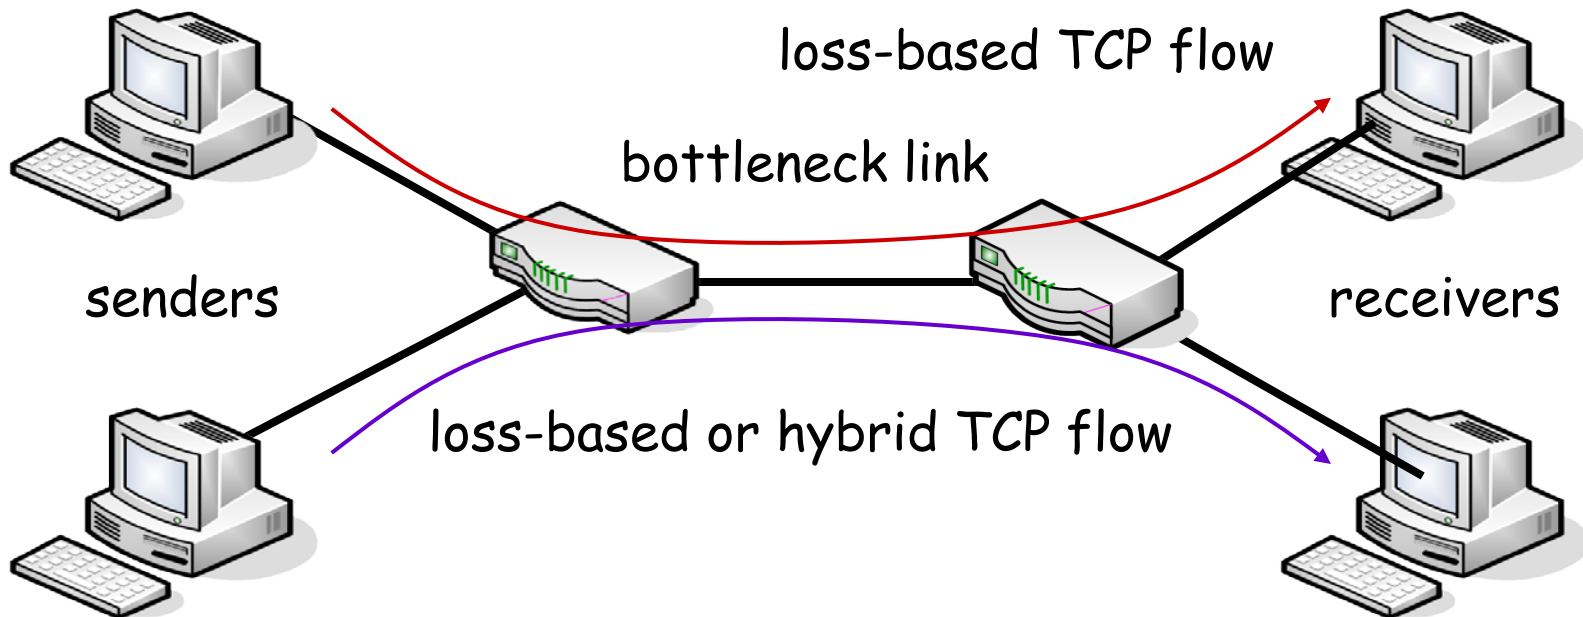 loss-based TCP flow
bottleneck link
senders
receivers
loss-based or hybrid TCP flow